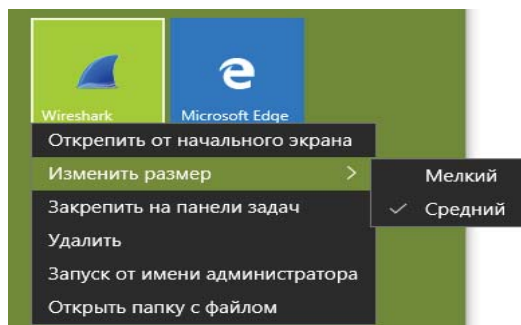 Wireshark
Microsoft Edge
Открепить от начального экрана
Изменить размер
Мелкий
Закрепить на панели задач
Средний
Удалить
Запуск от имени администратора
Открыть папку с файлом